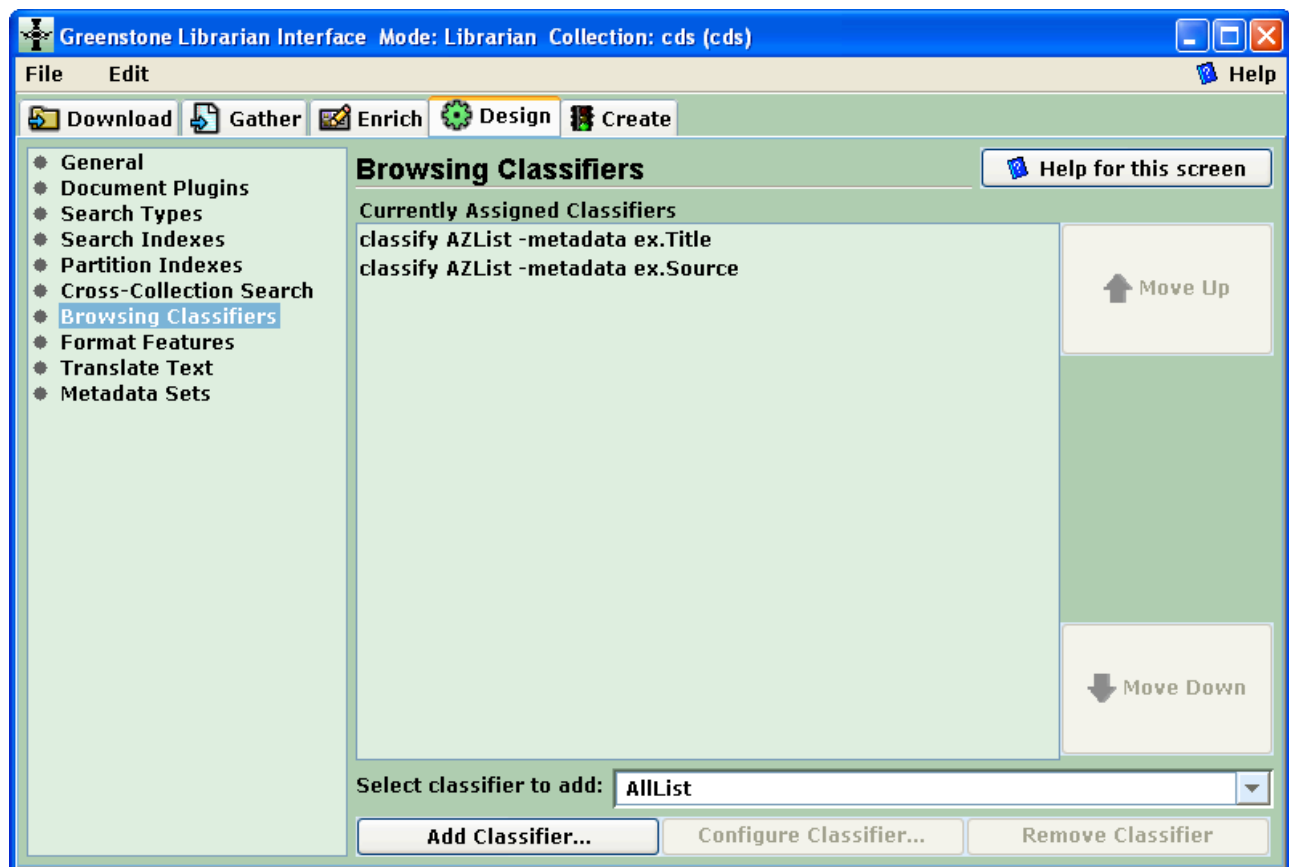 Greenstone Librarian Interface Mode: Librarian Collection: cds (cds)
File Edit Help
Download Gather Enrich Design Create
General
Document Plugins
Search Types
Search Indexes
Partition Indexes
Cross-Collection Search
Browsing Classifiers
Format Features
Translate Text
Metadata Sets
Browsing Classifiers
Help for this screen
Currently Assigned Classifiers
classify AZList -metadata ex.Title
classify AZList -metadata ex.Source
Move Up
Move Down
Select classifier to add: AllList
Add Classifier... Configure Classifier... Remove Classifier